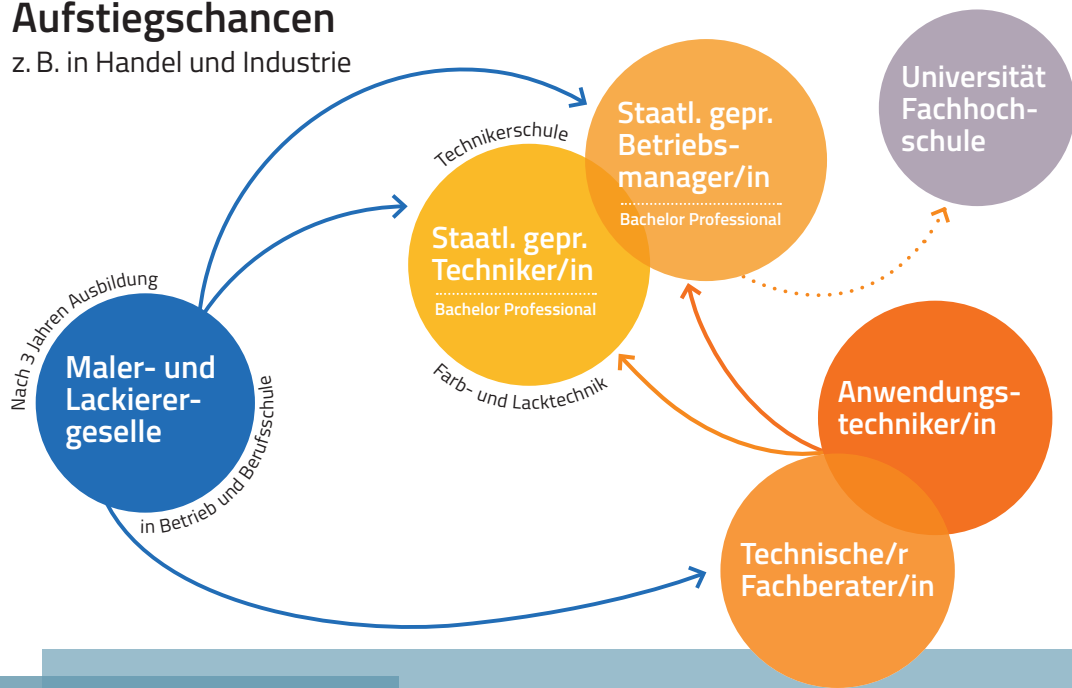 Aufstiegschancen
z. B. in Handel und Industrie
Universität
Fachhoch-
schule
Staatl. gepr.
Betriebs-
manager/in
Bachelor Professional
Technikerschule
Staatl. gepr.
Techniker/in
Bachelor Professional
Farb- und Lacktechnik
Nach 3 Jahren Ausbildung
Maler- und
Lackierer-
geselle
in Betrieb und Berufsschule
Anwendungs-
techniker/in
Technische/r
Fachberater/in